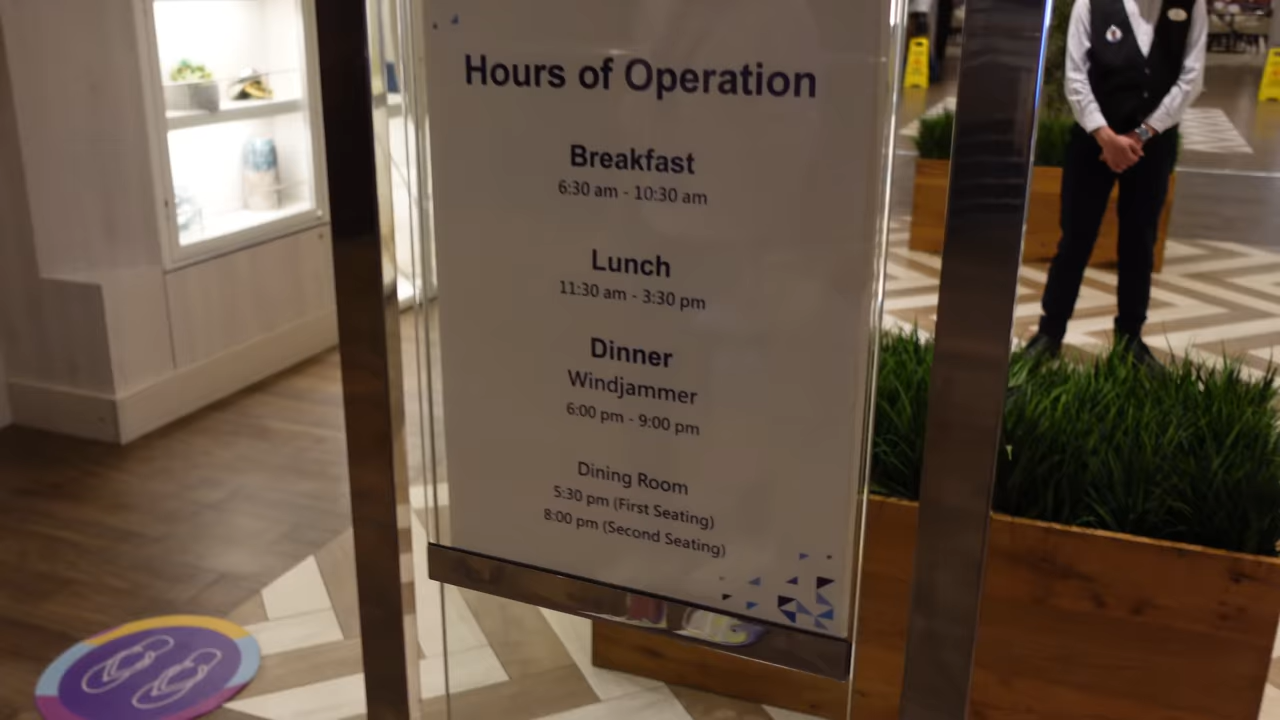 Hours of Operation
Breakfast
6:30 am - 10:30 am
Lunch
11:30 am - 3:30 pm
Dinner
Windjammer
6:00 pm - 9:00 pm
Dining Room
5:30 pm (First Seating)
8:00 pm (Second Seating)